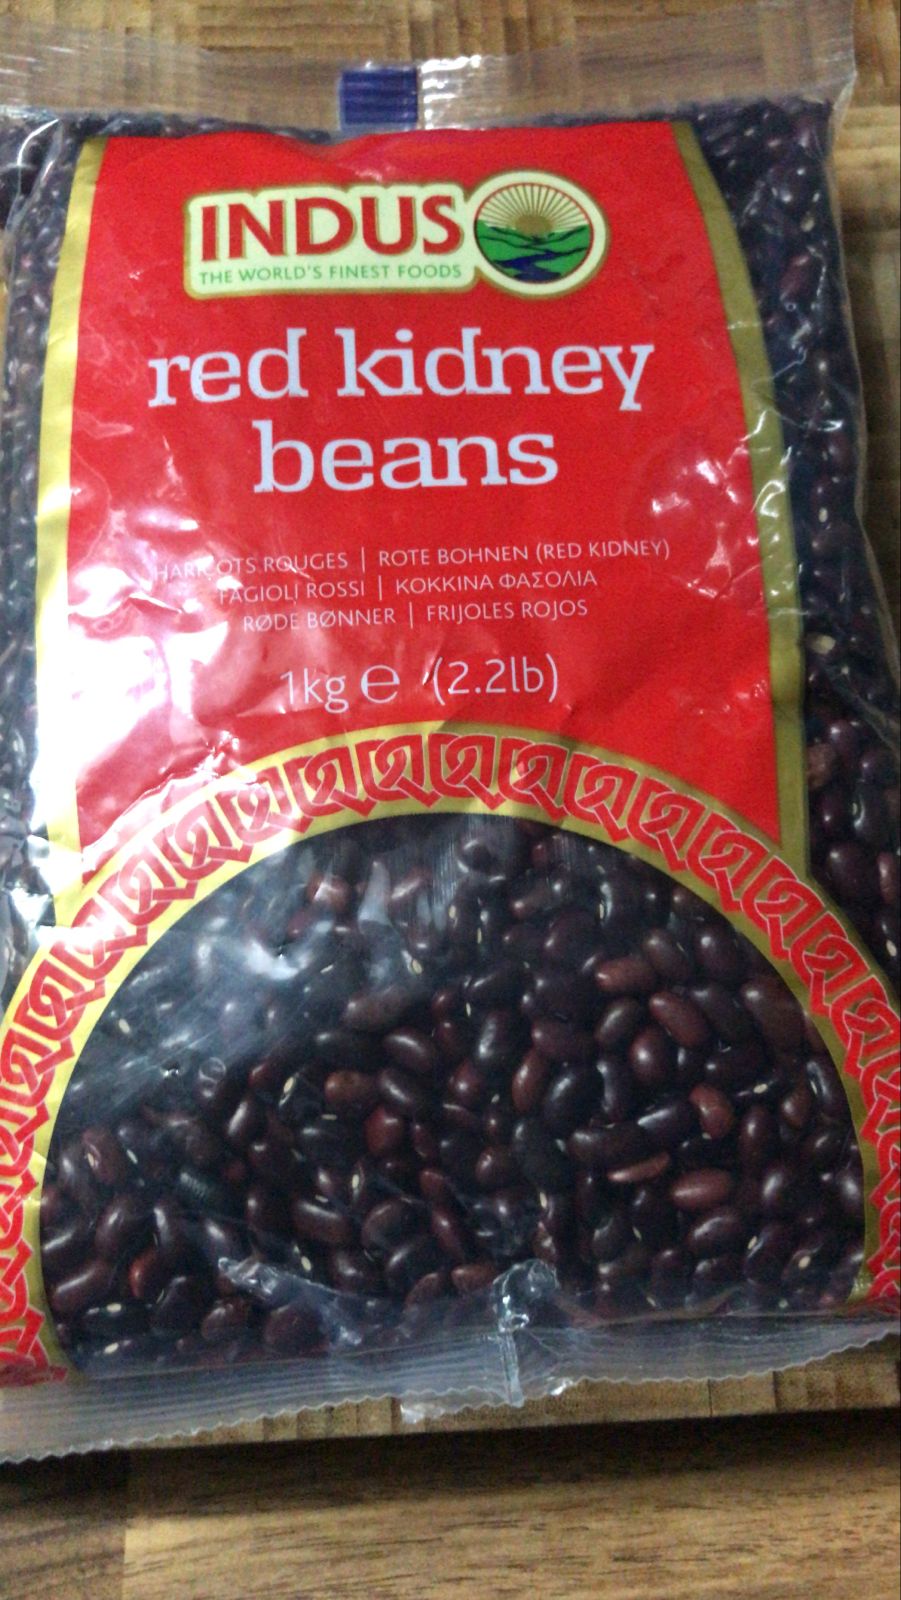 INDUS
THE WORLD'S FINEST FOODS
red kidney
beans
HARICOTS ROUGES | ROTE BOHNEN (RED KIDNEY)
FAGIOLI ROSSI | ΚΟΚΚΙΝΑ ΦΑΣΟΛΙΑ
RØDE BØNNER | FRIJOLES ROJOS
1kg ℮ (2.2lb)